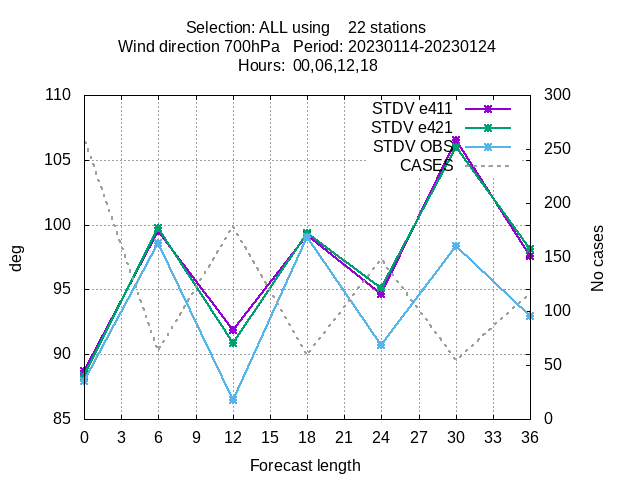 Selection: ALL using    22 stations
Wind direction 700hPa   Period: 20230114-20230124
Hours:  00,06,12,18
110
105
100
95
90
85
300
250
200
150
100
50
0
STDV e411
STDV e421
STDV OBS
CASES
deg
No cases
0 3 6 9 12 15 18 21 24 27 30 33 36
Forecast length